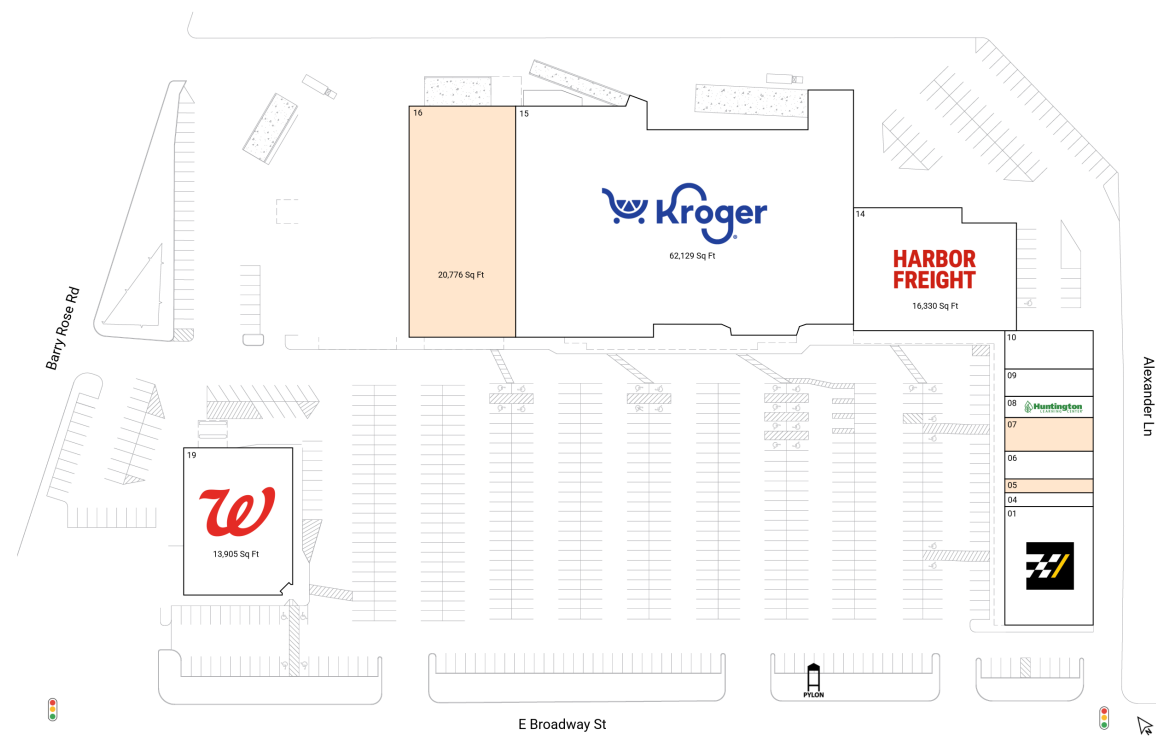 16
15
Kroger
®
62,129 Sq Ft
20,776 Sq Ft
14
HARBOR
FREIGHT
16,330 Sq Ft
Barry Rose Rd
Alexander Ln
10
09
08
Huntington
LEARNING CENTER
07
06
05
04
01
19
W
13,905 Sq Ft
PYLON
E Broadway St